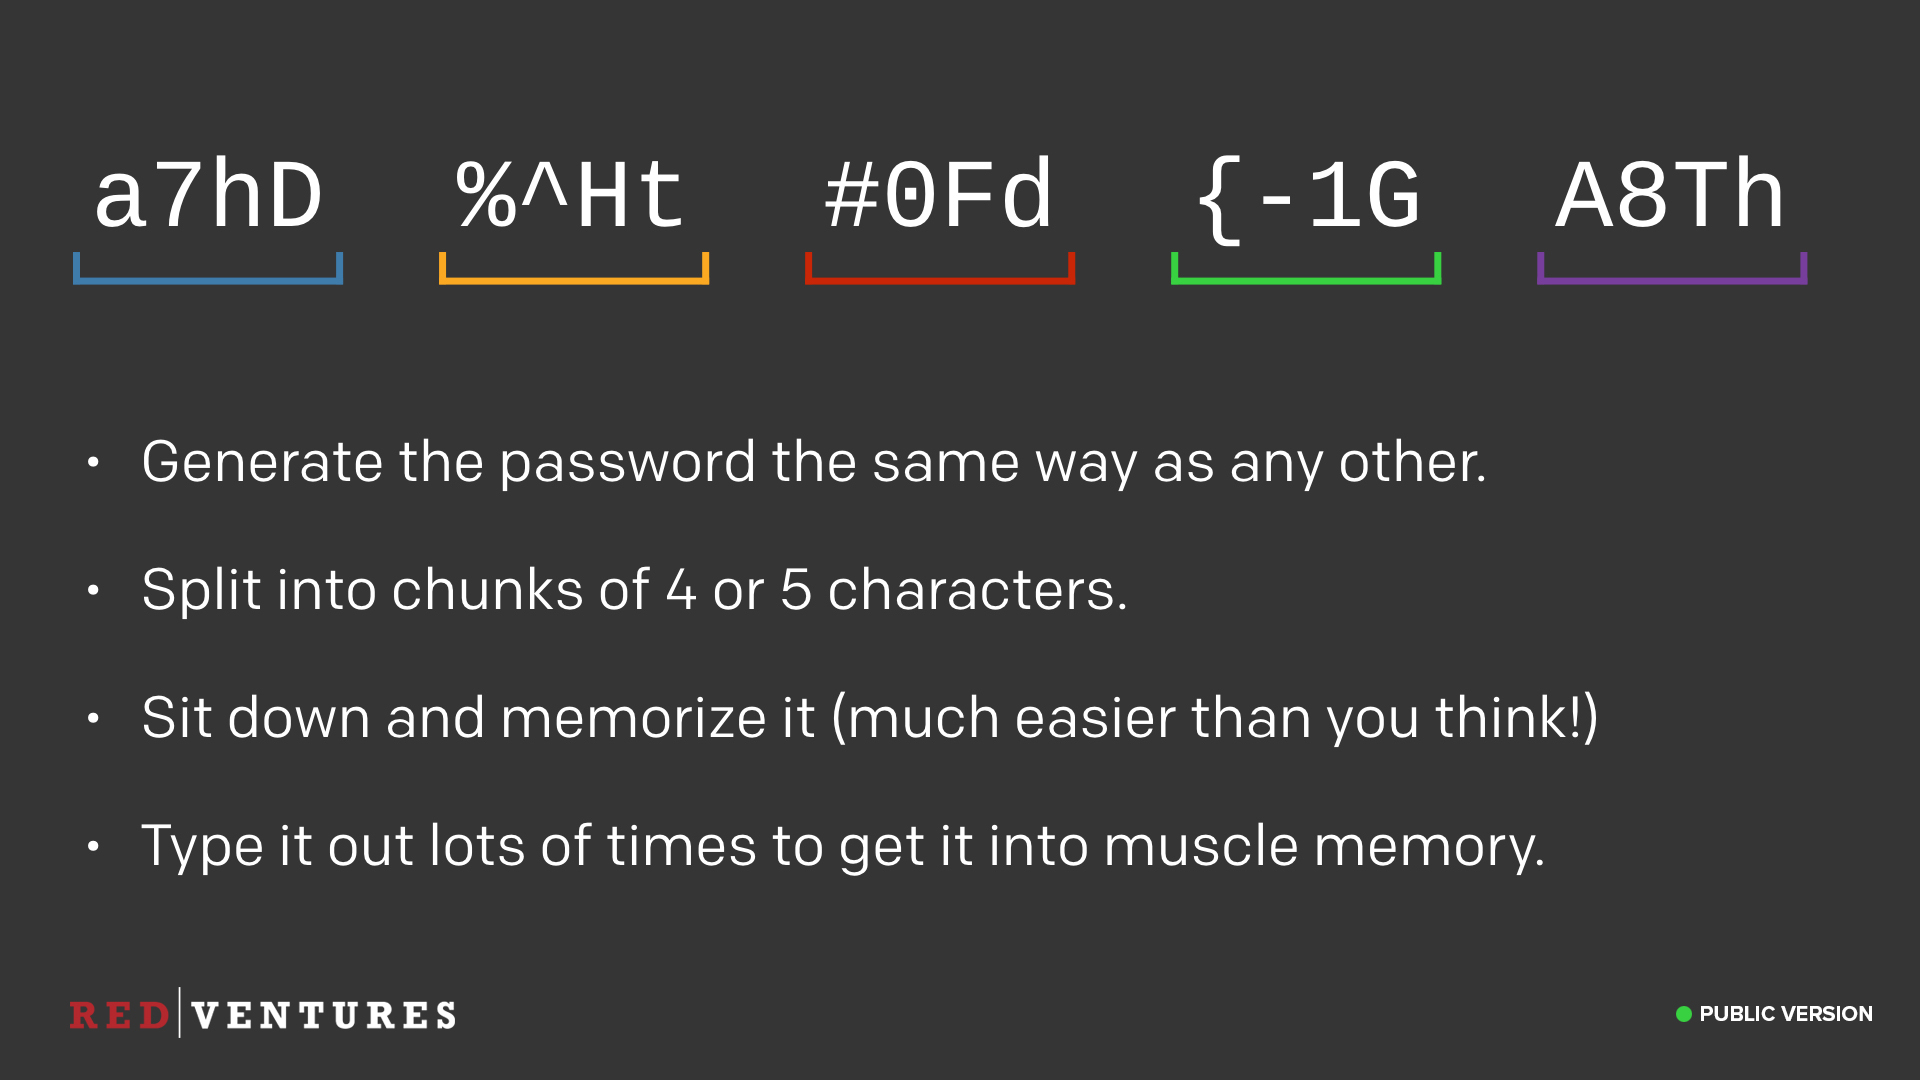 a7hD %^Ht #0Fd {-1G A8Th
• Generate the password the same way as any other.
• Split into chunks of 4 or 5 characters.
• Sit down and memorize it (much easier than you think!)
• Type it out lots of times to get it into muscle memory.
RED VENTURES
PUBLIC VERSION